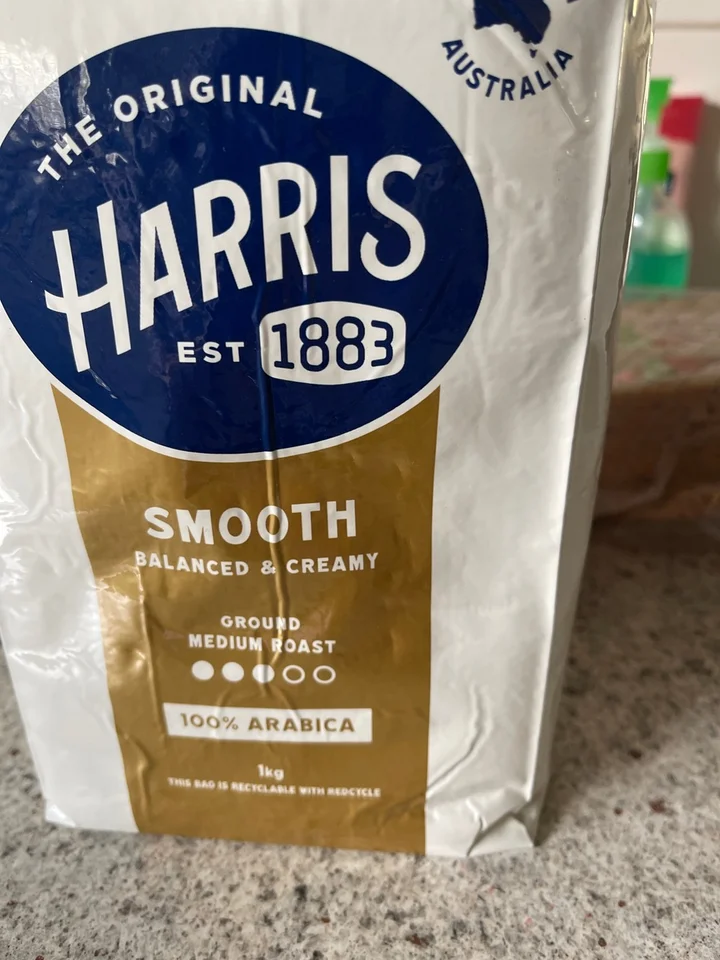 AUSTRALIA
THE ORIGINAL
HARRIS
EST 1883
SMOOTH
BALANCED & CREAMY
GROUND
MEDIUM ROAST
100% ARABICA
1kg
THIS BAG IS RECYCLABLE WITH REDCYCLE